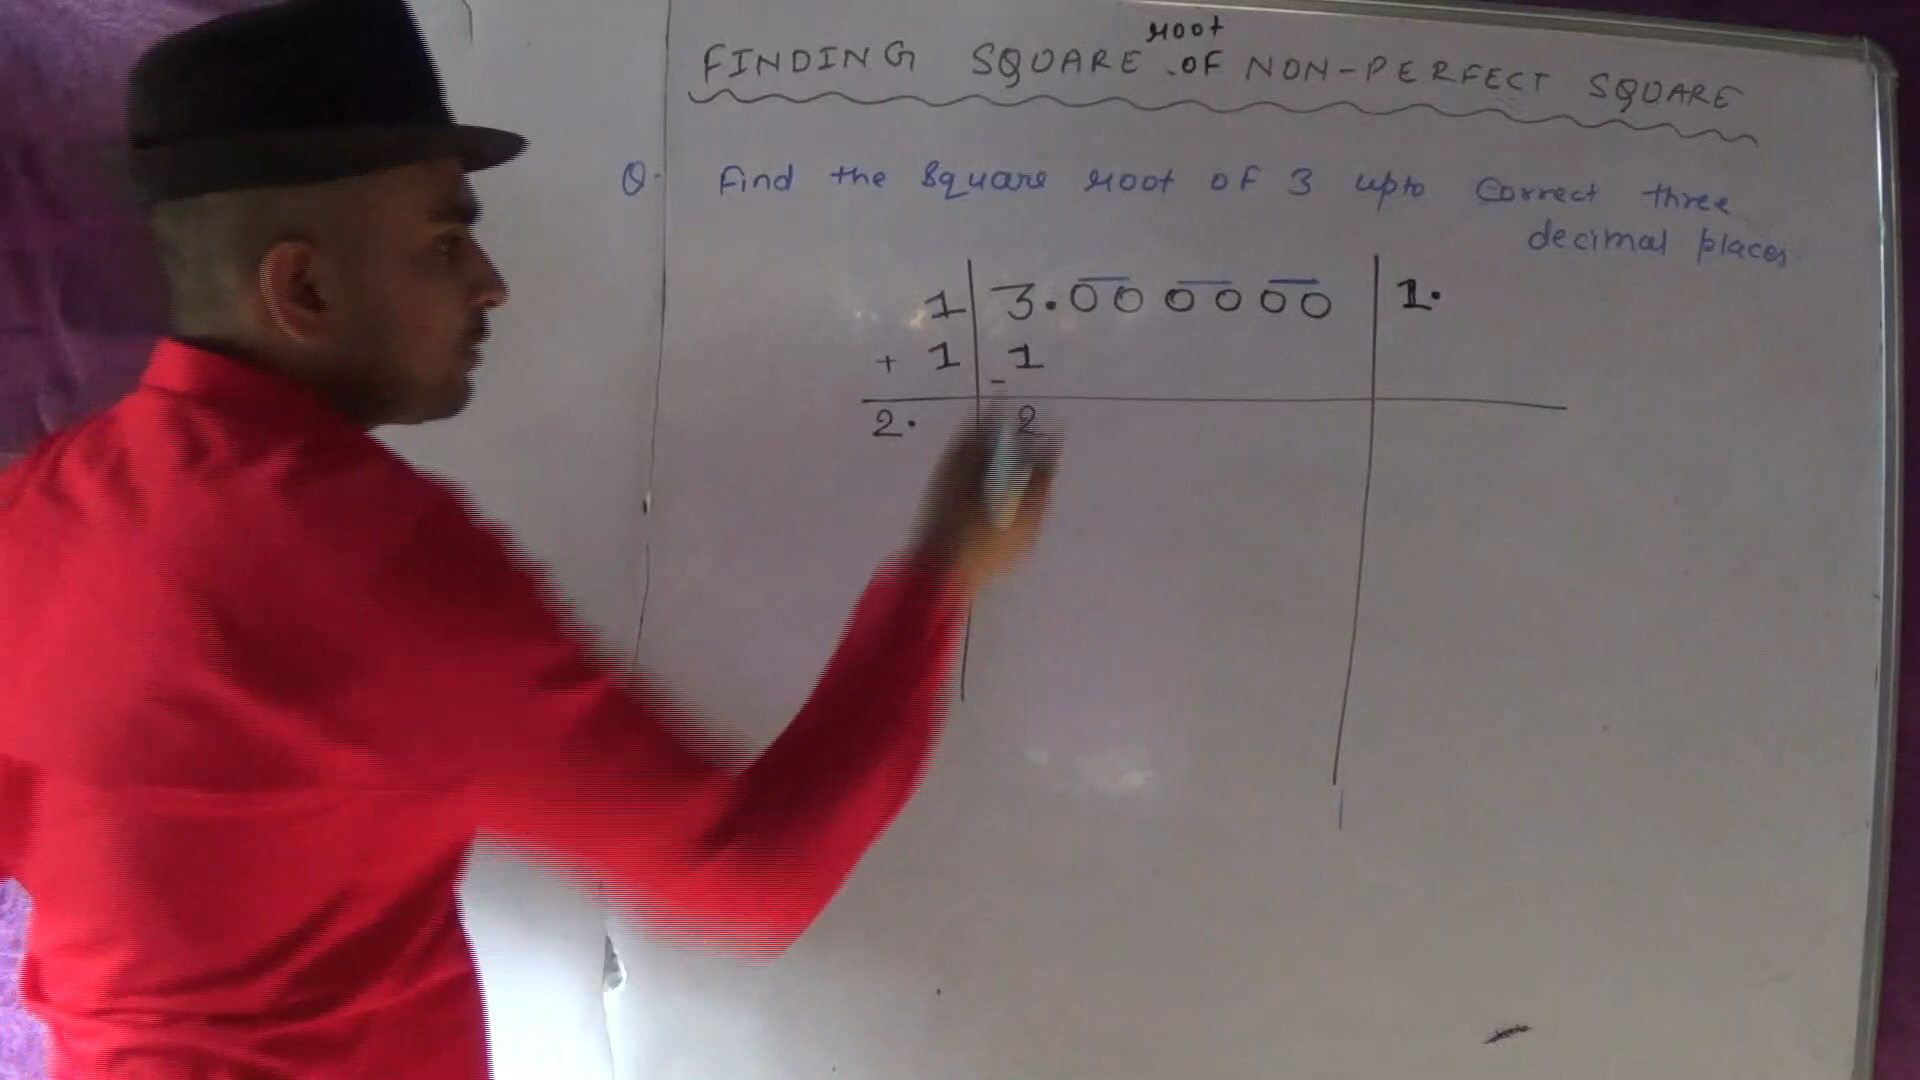 FINDING SQUARE root OF NON-PERFECT SQUARE
Q. Find the square root of 3 upto correct three
decimal places.
1 3.00 00 00 1.
+ 1 1
-
2. 2